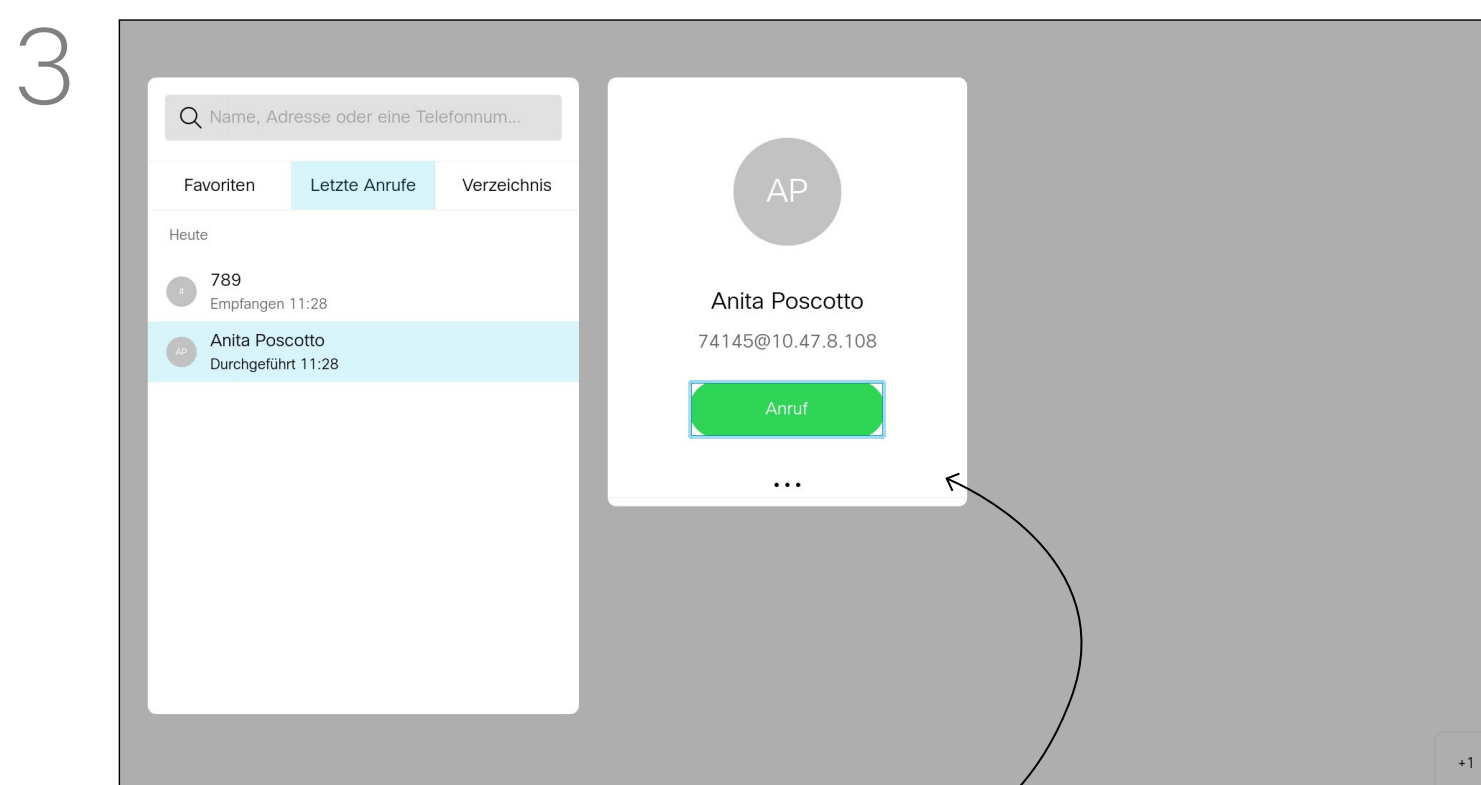 3
Name, Adresse oder eine Telefonnum...
Favoriten Letzte Anrufe Verzeichnis
Heute
#
789
Empfangen 11:28
AP
Anita Poscotto
Durchgeführt 11:28
AP
Anita Poscotto
74145@10.47.8.108
Anruf
...
+1